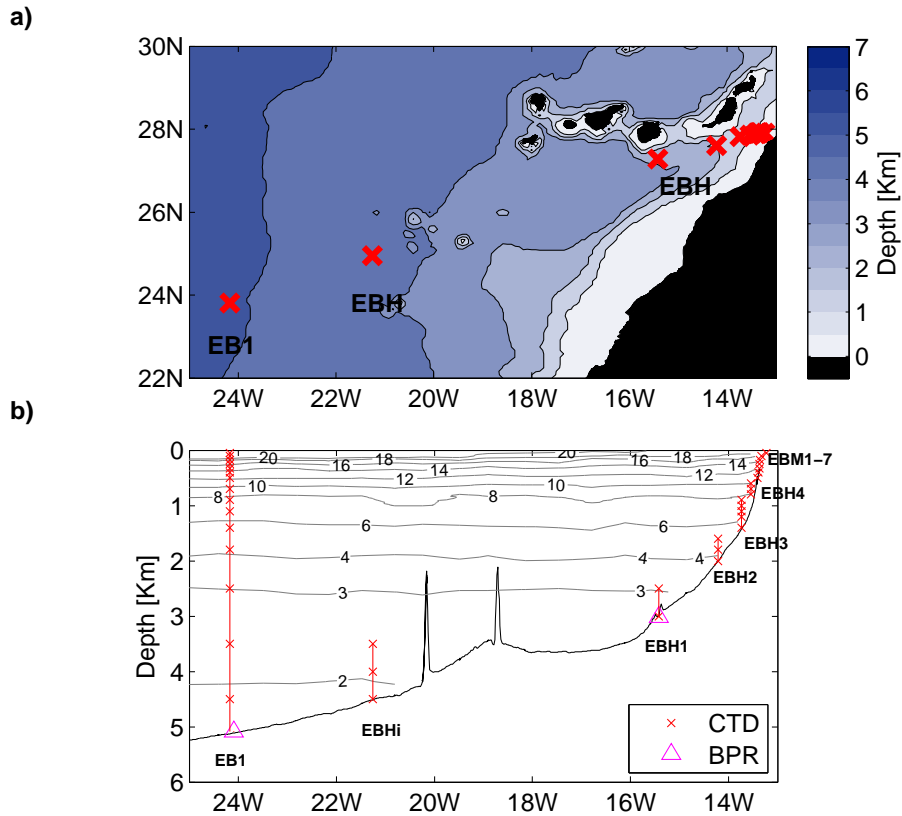 a)
30N
28N
26N
24N
22N
EBH
EBH
EB1
24W 22W 20W 18W 16W 14W
7
6
5
4
3
2
1
0
Depth [Km]
b)
0
1
2
3
4
5
6
Depth [Km]
20 18 16 14 12 10 8 6 4 3 2
20 18 16 14 12 10 8 6 4 4 3
EBM1-7
EBH4
EBH3
EBH2
EBH1
EBHi
EB1
CTD
BPR
24W 22W 20W 18W 16W 14W